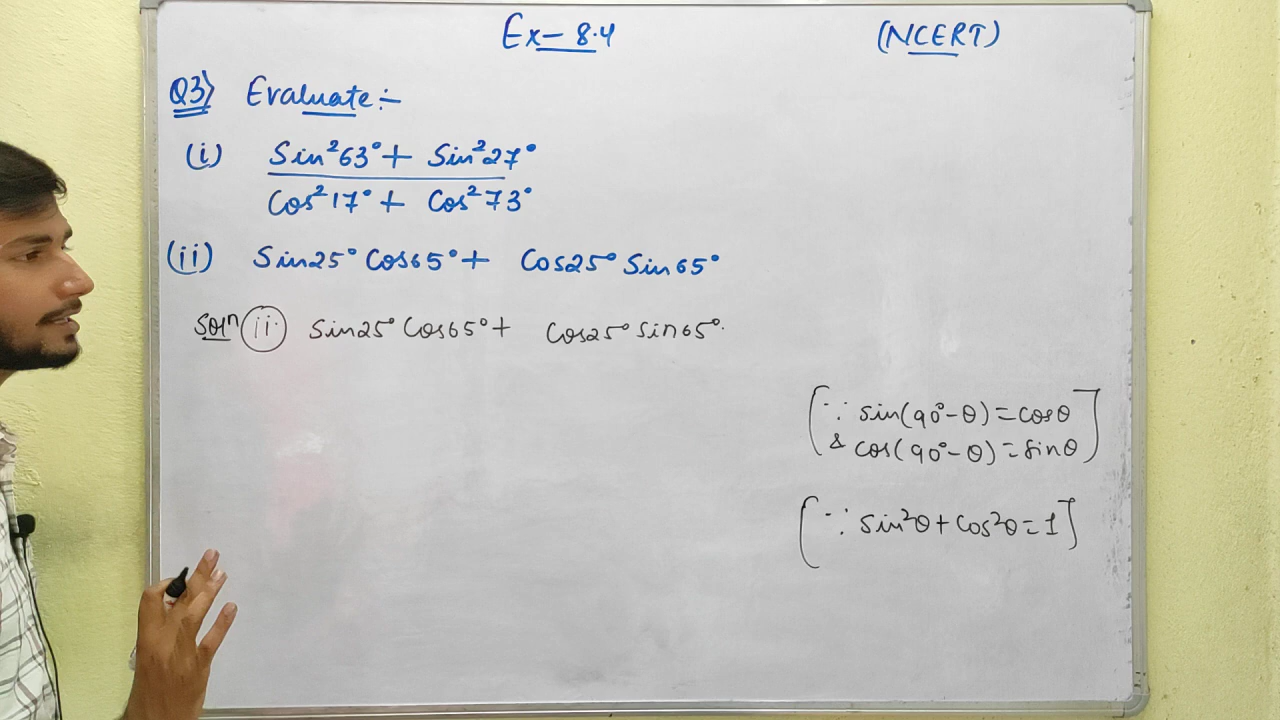 Ex- 8.4 (NCERT)
Q3) Evaluate :-
(i) Sin²63° + Sin²27°
Cos²17° + Cos²73°
(ii) Sin25° Cos65° + Cos25° Sin65°
Soln (ii) Sin25° Cos65° + Cos25° Sin65°.
[∵ sin(90°-θ) = cosθ
& cos(90°-θ) = sinθ]
[∵ sin²θ + cos²θ = 1]